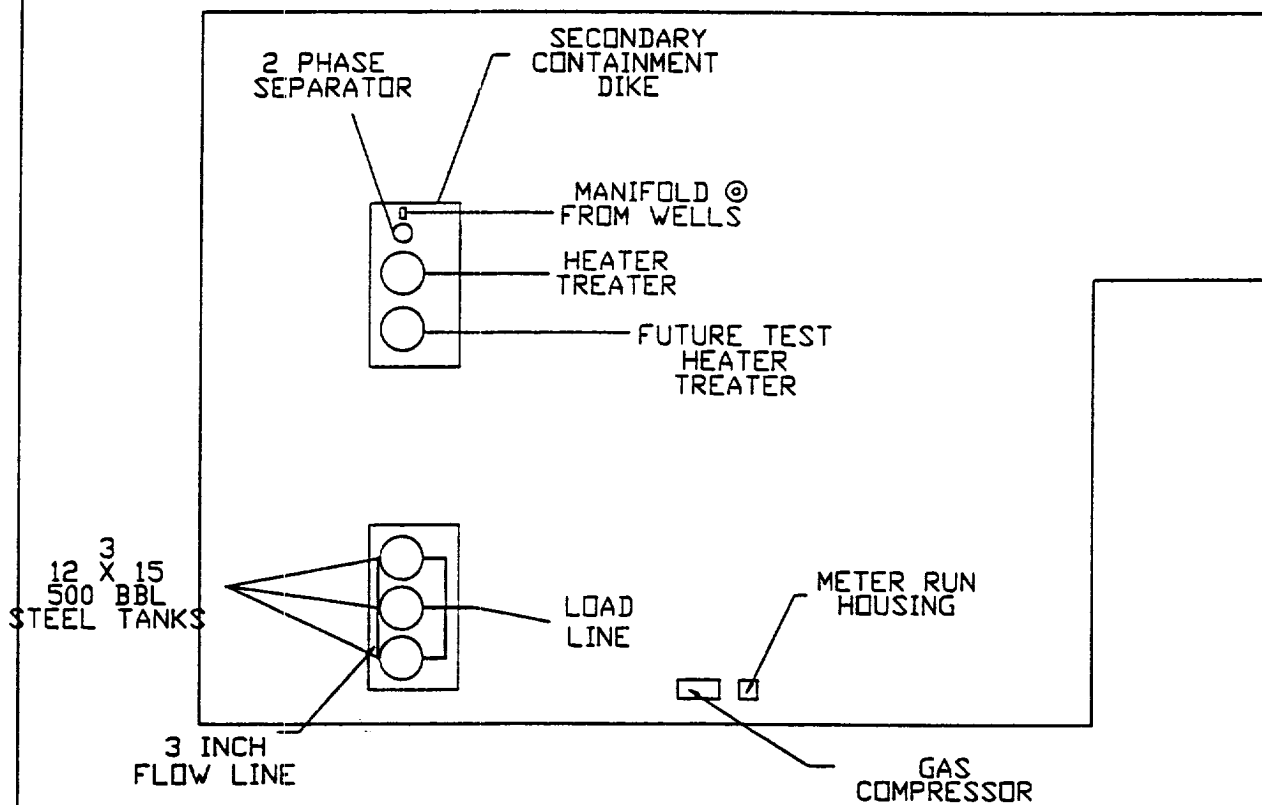 2 PHASE
SEPARATOR
SECONDARY
CONTAINMENT
DIKE
MANIFOLD @
FROM WELLS
HEATER
TREATER
FUTURE TEST
HEATER
TREATER
3
12 X 15
500 BBL
STEEL TANKS
LOAD
LINE
METER RUN
HOUSING
3 INCH
FLOW LINE
GAS
COMPRESSOR